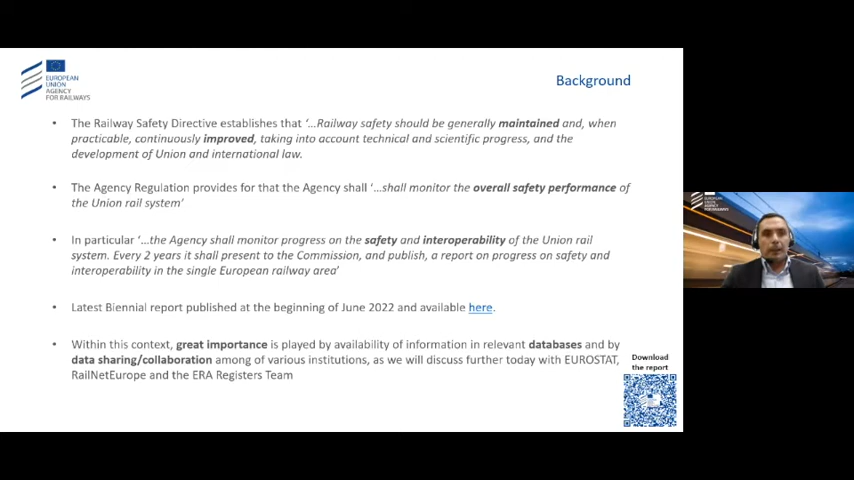 EUROPEAN
UNION
AGENCY
FOR RAILWAYS
Background
• The Railway Safety Directive establishes that ‘…Railway safety should be generally maintained and, when
practicable, continuously improved, taking into account technical and scientific progress, and the
development of Union and international law.
• The Agency Regulation provides for that the Agency shall ‘…shall monitor the overall safety performance of
the Union rail system’
• In particular ‘…the Agency shall monitor progress on the safety and interoperability of the Union rail
system. Every 2 years it shall present to the Commission, and publish, a report on progress on safety and
interoperability in the single European railway area’
• Latest Biennial report published at the beginning of June 2022 and available here.
• Within this context, great importance is played by availability of information in relevant databases and by
data sharing/collaboration among of various institutions, as we will discuss further today with EUROSTAT,
RailNetEurope and the ERA Registers Team
Download
the report
EUROPEAN
UNION
AGENCY
FOR RAILWAYS